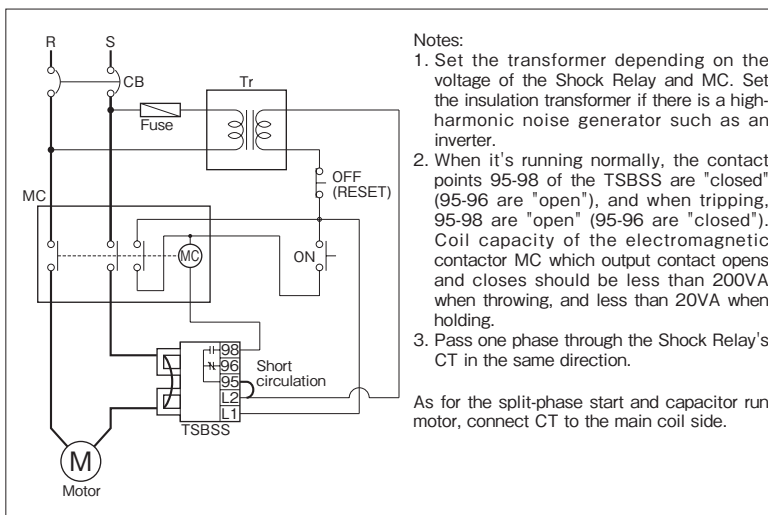 R
S
CB
Fuse
Tr
OFF
(RESET)
MC
MC
ON
98
96
95
L2
L1
Short
circulation
TSBSS
M
Motor
Notes:
1. Set the transformer depending on the
voltage of the Shock Relay and MC. Set
the insulation transformer if there is a high-
harmonic noise generator such as an
inverter.
2. When it's running normally, the contact
points 95-98 of the TSBSS are "closed"
(95-96 are "open"), and when tripping,
95-98 are "open" (95-96 are "closed").
Coil capacity of the electromagnetic
contactor MC which output contact opens
and closes should be less than 200VA
when throwing, and less than 20VA when
holding.
3. Pass one phase through the Shock Relay's
CT in the same direction.
As for the split-phase start and capacitor run
motor, connect CT to the main coil side.